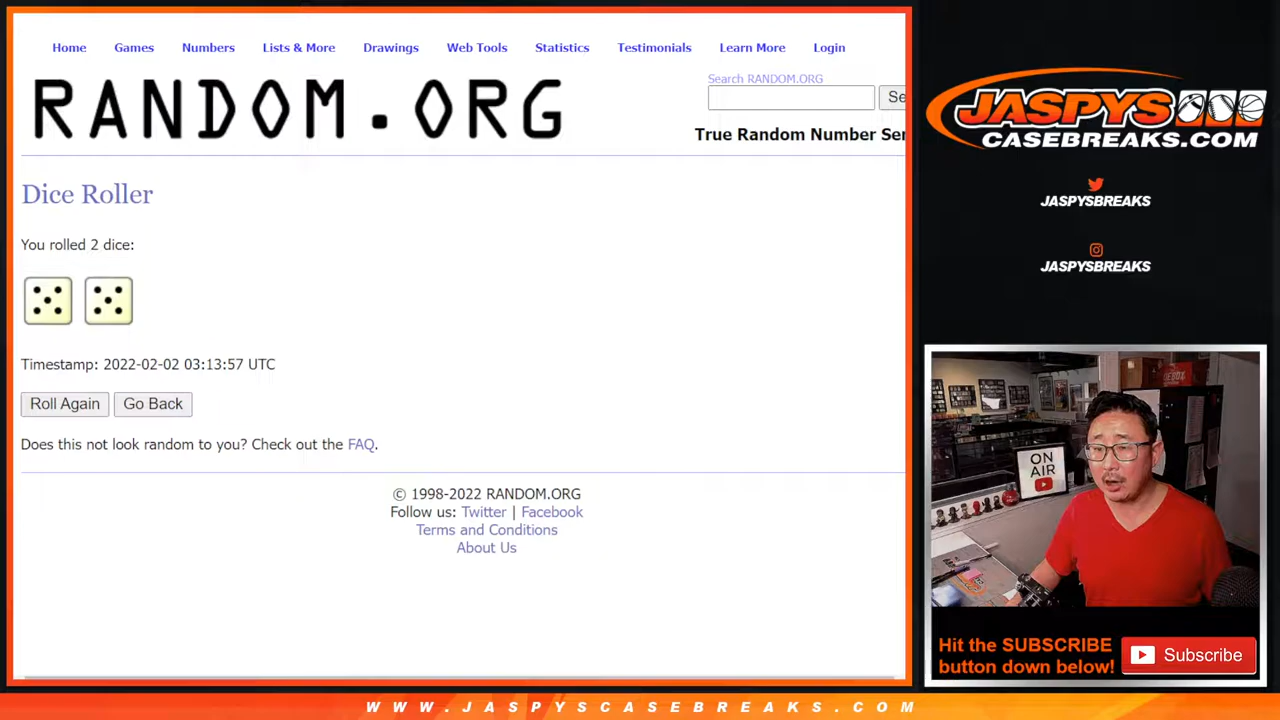 Home Games Numbers Lists & More Drawings Web Tools Statistics Testimonials Learn More Login
RANDOM.ORG
Search RANDOM.ORG
Se
True Random Number Ser
Dice Roller
You rolled 2 dice:
Timestamp: 2022-02-02 03:13:57 UTC
Roll Again Go Back
Does this not look random to you? Check out the FAQ.
© 1998-2022 RANDOM.ORG
Follow us: Twitter | Facebook
Terms and Conditions
About Us
JASPYS
CASEBREAKS.COM
JASPYSBREAKS
JASPYSBREAKS
ON
AIR
Hit the SUBSCRIBE
button down below!
Subscribe
WWW.JASPYSCASEBREAKS.COM